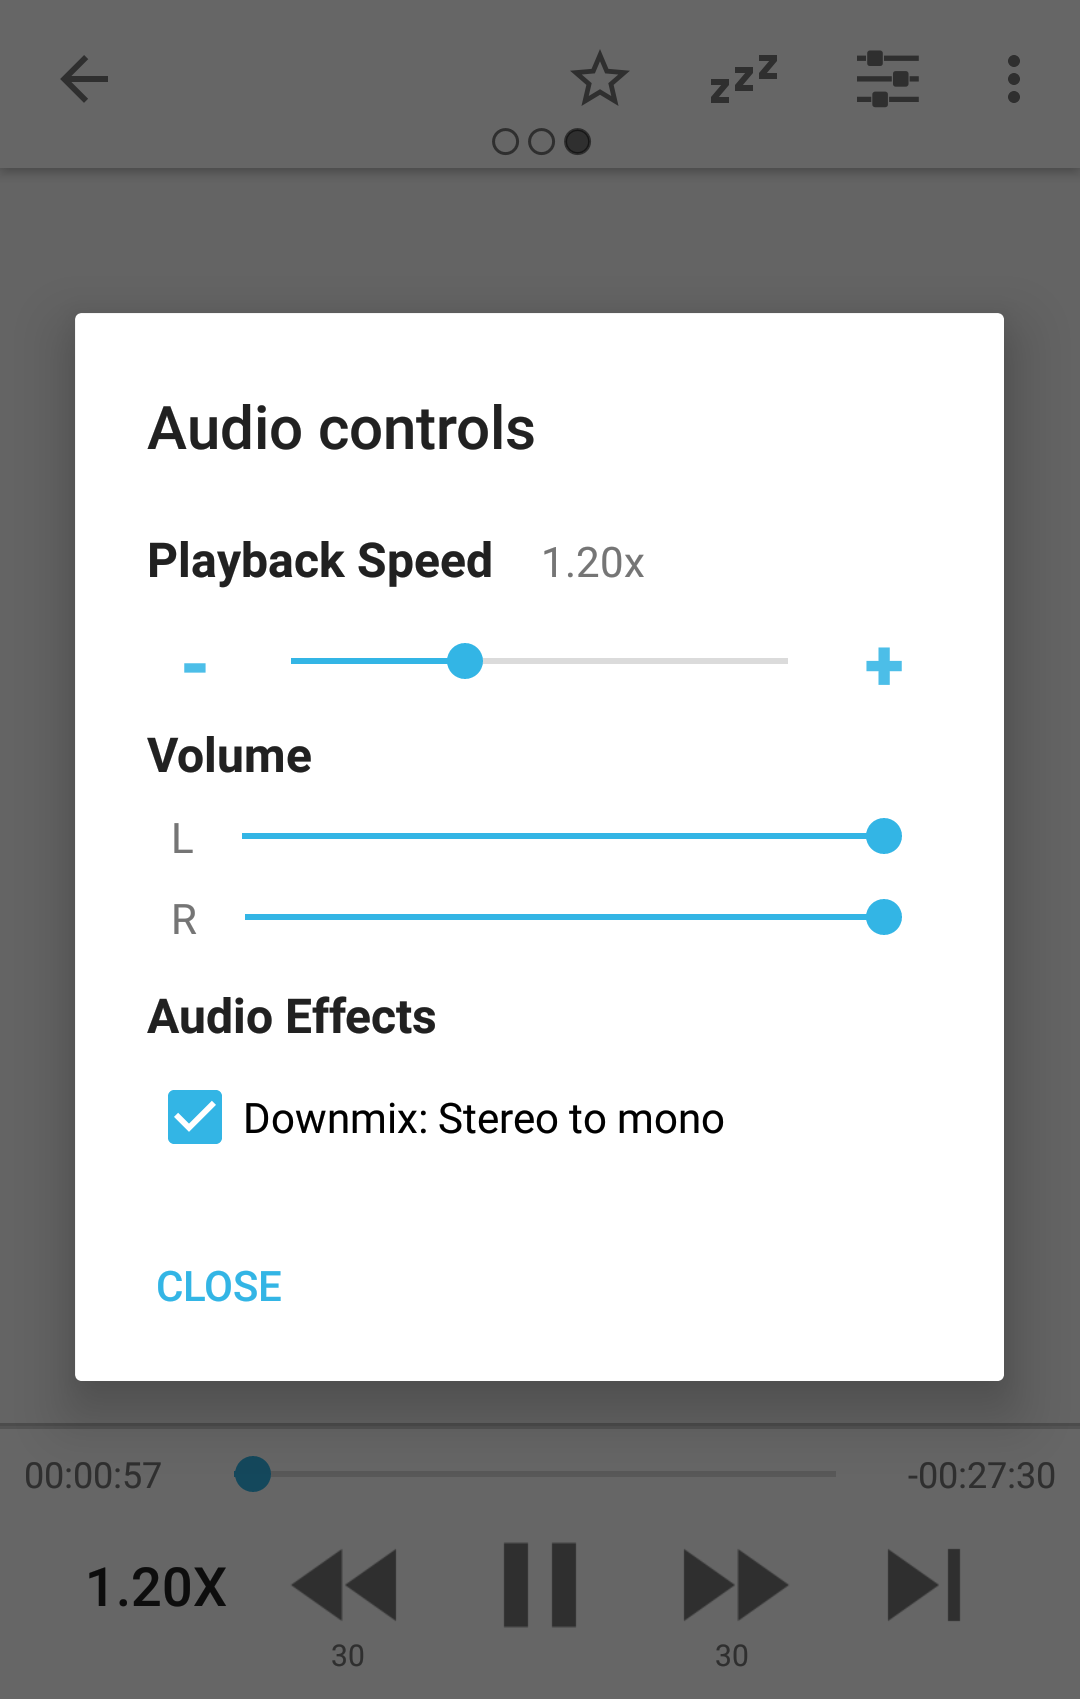 zzz
Audio controls
Playback Speed 1.20x
- +
Volume
L
R
Audio Effects
Downmix: Stereo to mono
CLOSE
00:00:57 -00:27:30
1.20X
30 30